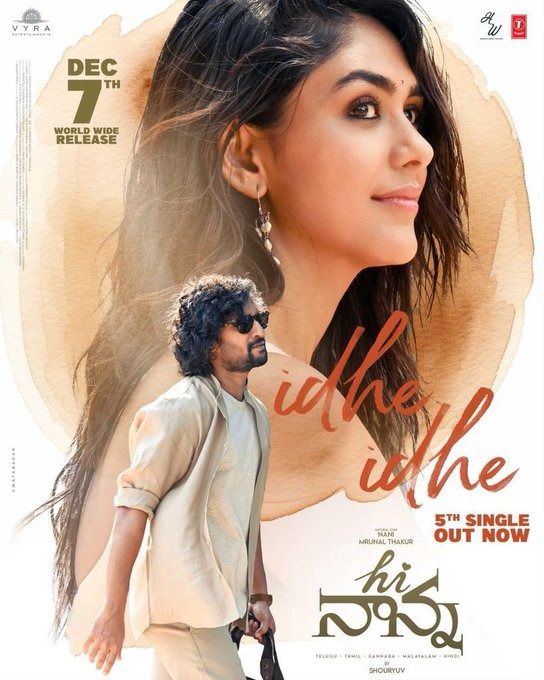 VYRA
ENTERTAINMENTS
T
DEC
7TH
WORLD WIDE
RELEASE
idhe
idhe
5TH SINGLE
OUT NOW
NATURAL STAR
NANI
MRUNAL THAKUR
hi
నాన్న
TELUGU - TAMIL - KANNADA - MALAYALAM - HINDI
BY
SHOURYUV